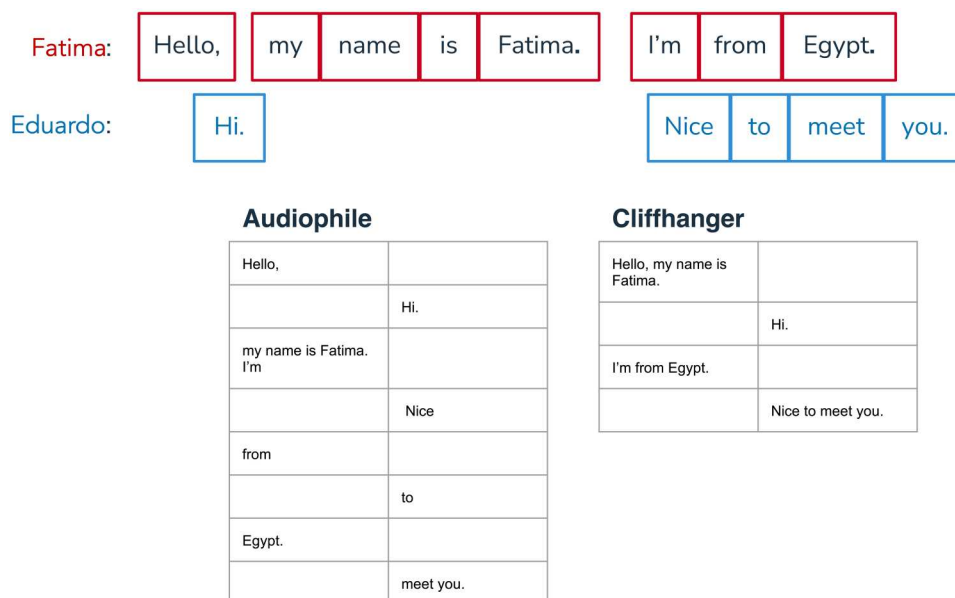 Fatima: Hello, my name is Fatima. I’m from Egypt.
Eduardo: Hi. Nice to meet you.
Audiophile
Hello,
Hi.
my name is Fatima.
I’m
Nice
from
to
Egypt.
meet you.
Cliffhanger
Hello, my name is
Fatima.
Hi.
I’m from Egypt.
Nice to meet you.